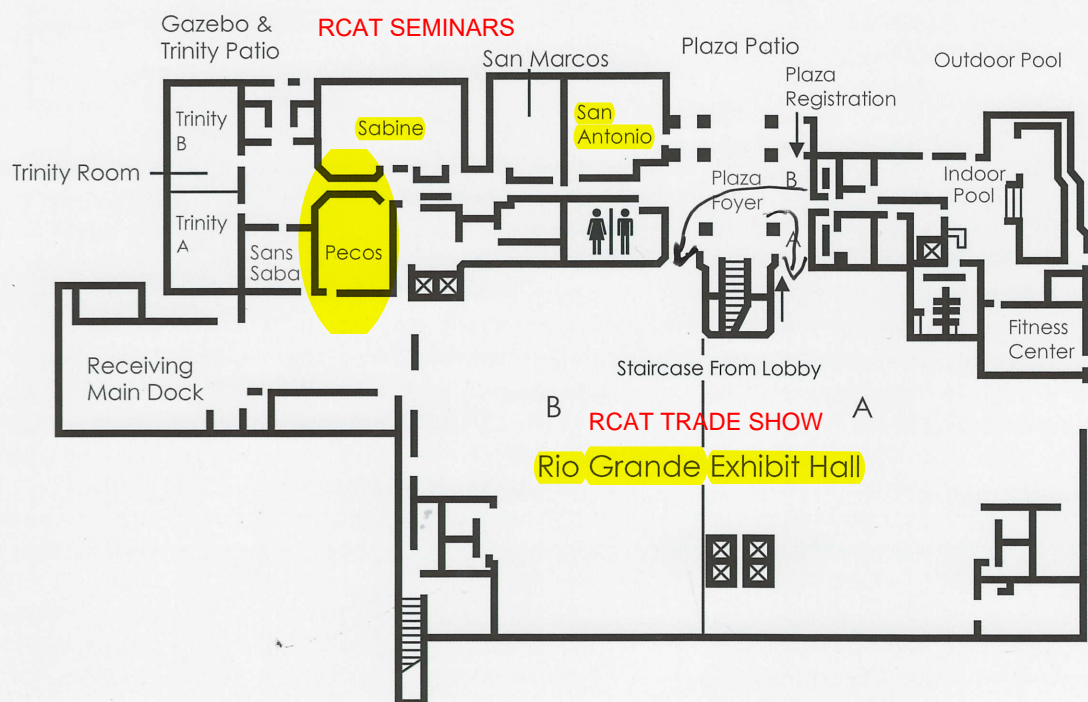 Gazebo &
Trinity Patio
RCAT SEMINARS
San Marcos
Plaza Patio
Outdoor Pool
Plaza
Registration
Trinity
B
Sabine
San
Antonio
Trinity Room
Plaza
Foyer
B
Indoor
Pool
Trinity
A
Sans
Saba
Pecos
A
Receiving
Main Dock
Fitness
Center
Staircase From Lobby
B
A
RCAT TRADE SHOW
Rio Grande Exhibit Hall